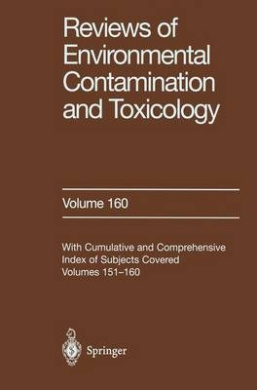 Reviews of
Environmental
Contamination
and Toxicology
Volume 160
With Cumulative and Comprehensive
Index of Subjects Covered
Volumes 151–160
Springer